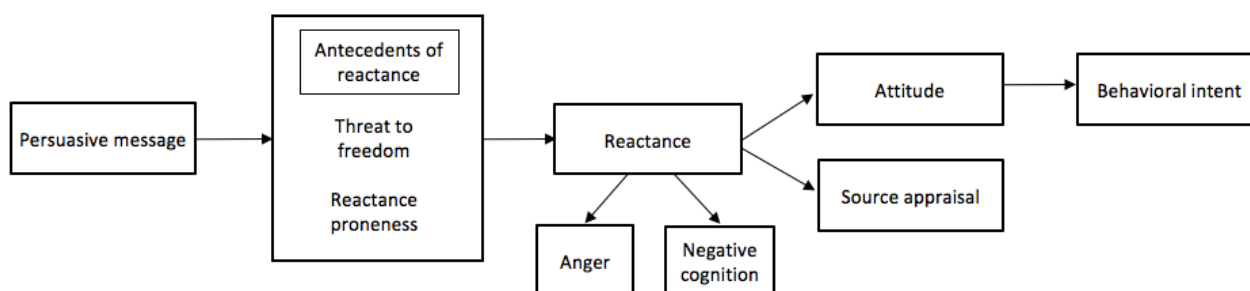 Persuasive message
Antecedents of
reactance
Threat to
freedom
Reactance
proneness
Reactance
Anger
Negative
cognition
Attitude
Source appraisal
Behavioral intent